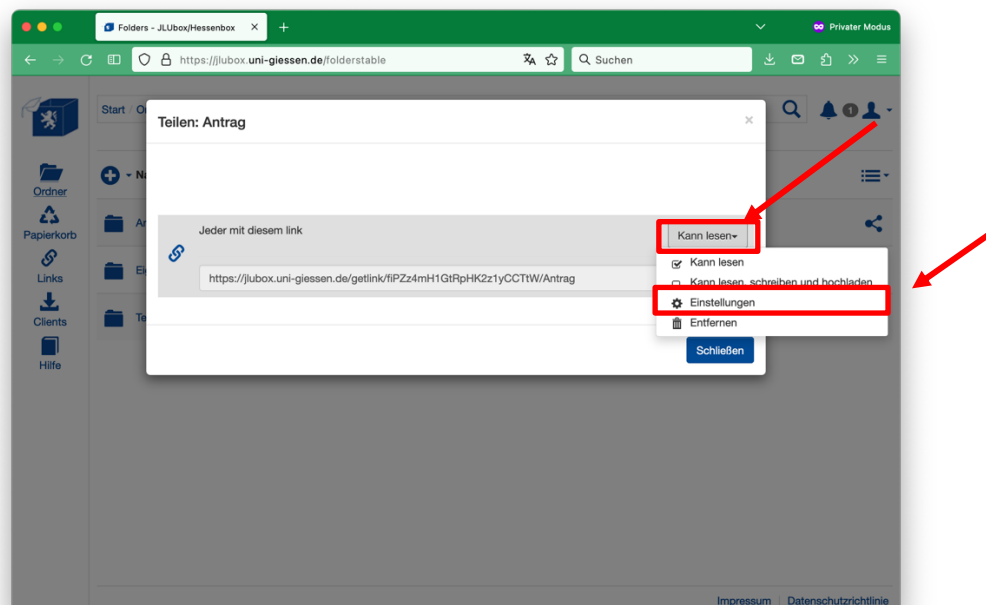 Folders - JLUbox/Hessenbox
Privater Modus
https://jlubox.uni-giessen.de/folderstable
Suchen
Start / O
1
Teilen: Antrag
Ordner
Papierkorb
Links
Clients
Hilfe
Jeder mit diesem link
https://jlubox.uni-giessen.de/getlink/fiPZz4mH1GtRpHK2z1yCCTtW/Antrag
Kann lesen
Kann lesen
Kann lesen, schreiben und hochladen
Einstellungen
Entfernen
Schließen
Impressum
Datenschutzrichtlinie